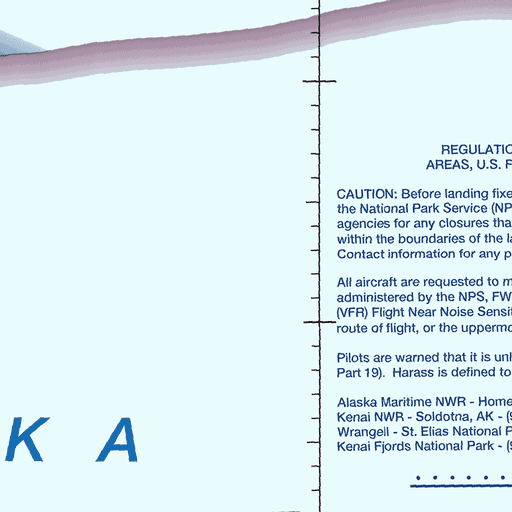 REGULATIO
AREAS, U.S. F
CAUTION: Before landing fixe
the National Park Service (NP
agencies for any closures tha
within the boundaries of the la
Contact information for any p
All aircraft are requested to m
administered by the NPS, FW
(VFR) Flight Near Noise Sensit
route of flight, or the uppermo
Pilots are warned that it is unl
Part 19). Harass is defined to
Alaska Maritime NWR - Home
Kenai NWR - Soldotna, AK - (9
Wrangell - St. Elias National P
Kenai Fjords National Park - (9
K A